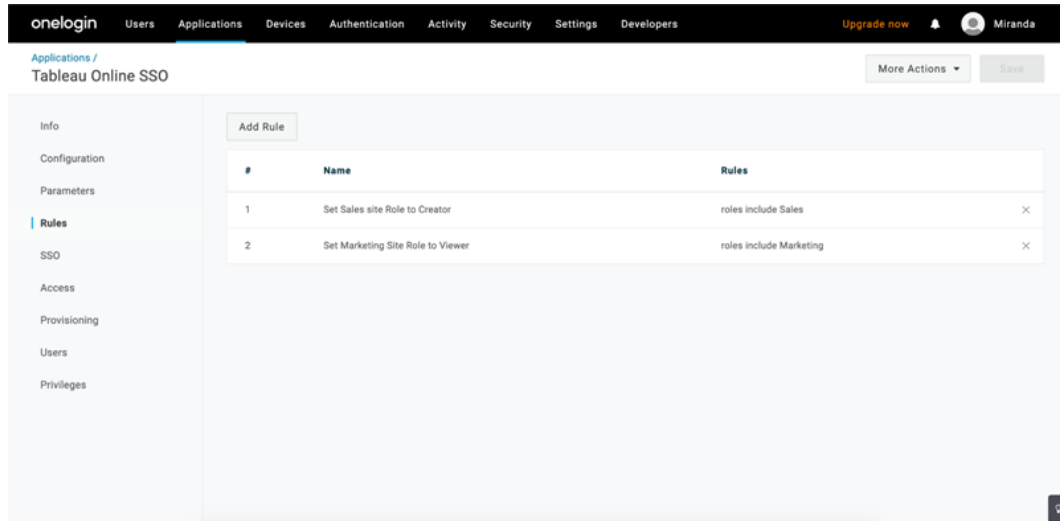 onelogin Users Applications Devices Authentication Activity Security Settings Developers Upgrade now Miranda
Applications /
Tableau Online SSO
More Actions Save
Info
Configuration
Parameters
Rules
SSO
Access
Provisioning
Users
Privileges
Add Rule
# Name Rules
1 Set Sales site Role to Creator roles include Sales
2 Set Marketing Site Role to Viewer roles include Marketing